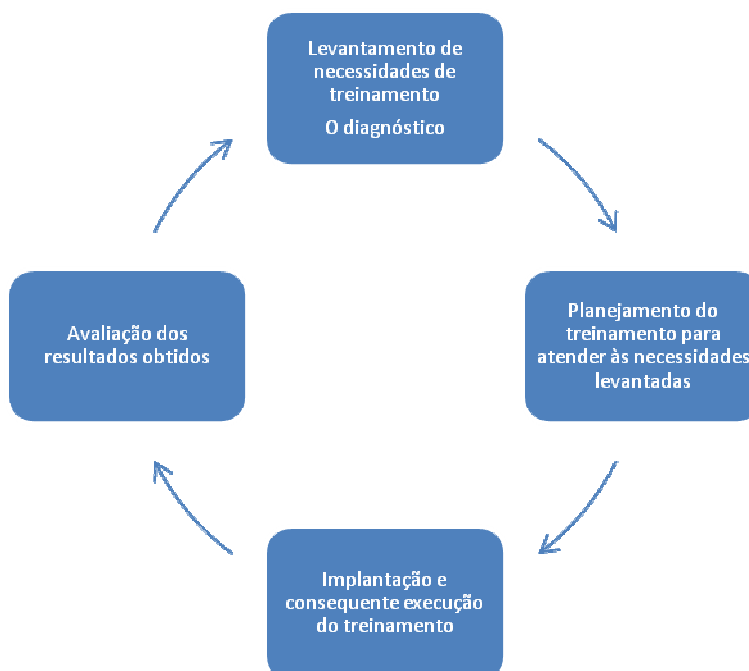 Levantamento de
necessidades de
treinamento
O diagnóstico
Planejamento do
treinamento para
atender às necessidades
levantadas
Implantação e
consequente execução
do treinamento
Avaliação dos
resultados obtidos